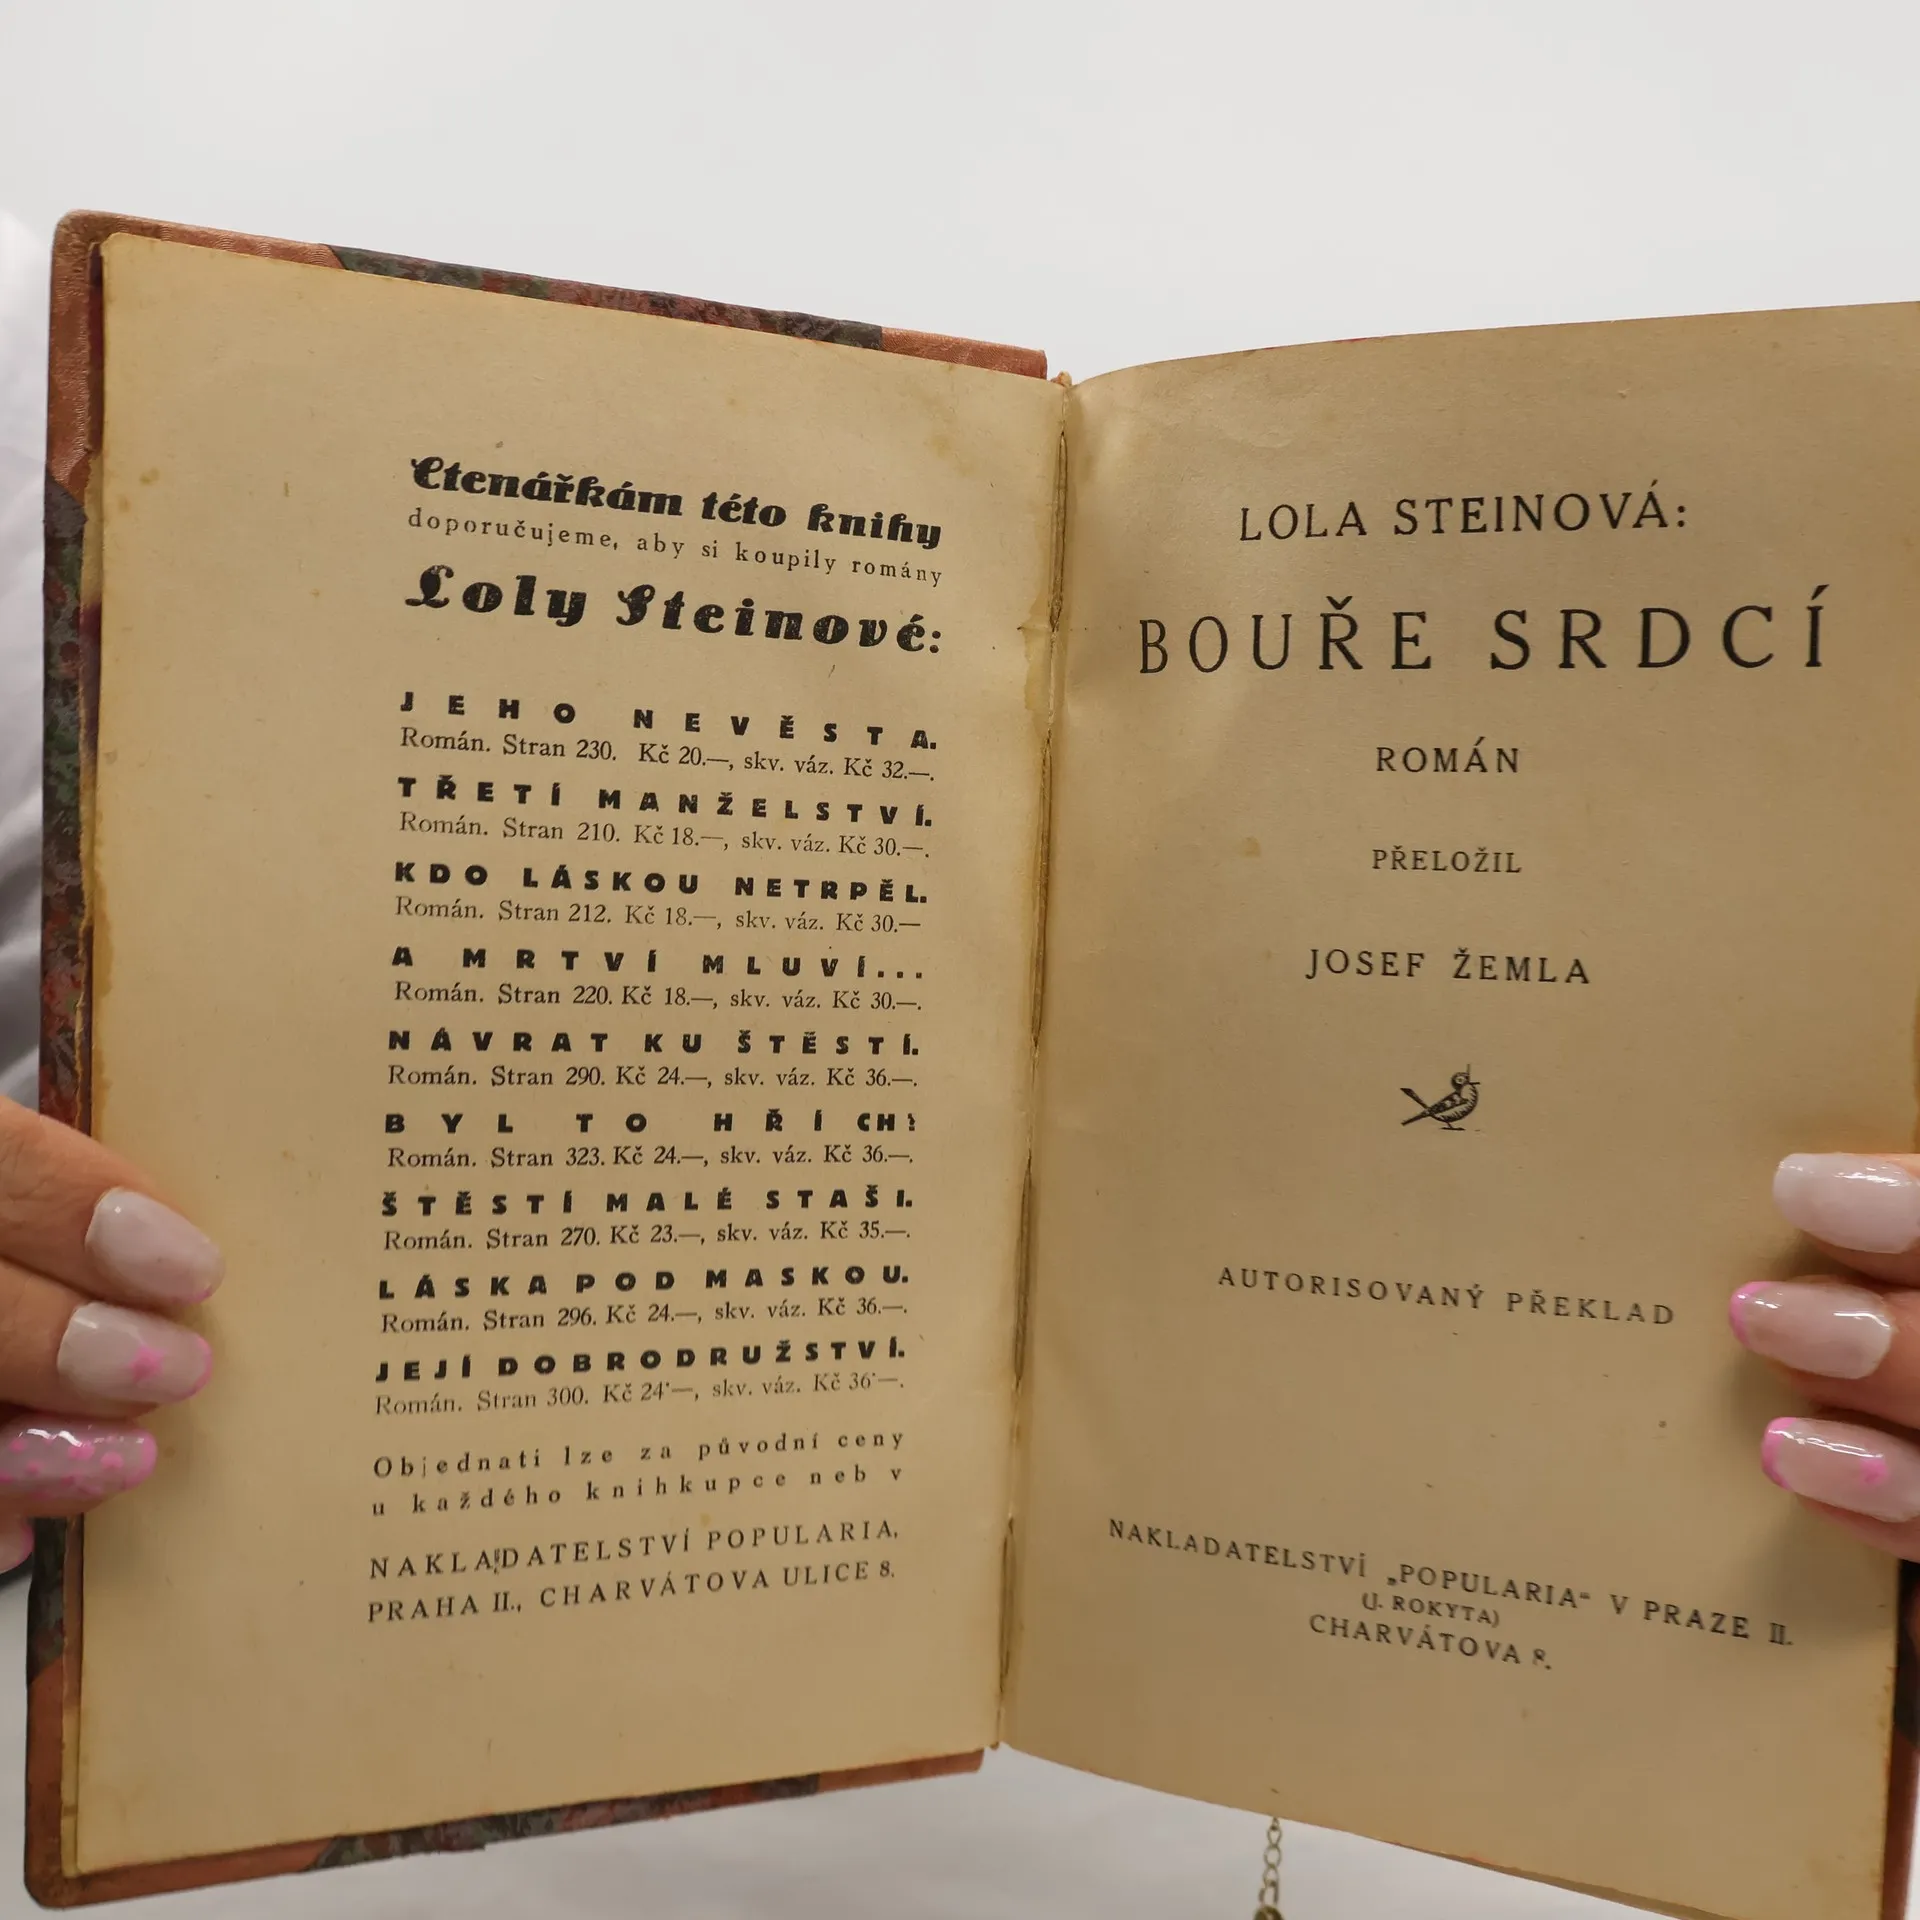 Čtenářkám této knihy
doporučujeme, aby si koupily romány
Loly Steinové:
JEHO NEVĚSTA.
Román. Stran 230. Kč 20.—, skv. váz. Kč 32.—.
TŘETÍ MANŽELSTVÍ.
Román. Stran 210. Kč 18.—, skv. váz. Kč 30.—.
KDO LÁSKOU NETRPĚL.
Román. Stran 212. Kč 18.—, skv. váz. Kč 30.—
A MRTVÍ MLUVÍ...
Román. Stran 220. Kč 18.—, skv. váz. Kč 30.—.
NÁVRAT KU ŠTĚSTÍ.
Román. Stran 290. Kč 24.—, skv. váz. Kč 36.—.
BYL TO HŘÍCH?
Román. Stran 323. Kč 24.—, skv. váz. Kč 36.—.
ŠTĚSTÍ MALÉ STAŠI.
Román. Stran 270. Kč 23.—, skv. váz. Kč 35.—.
LÁSKA POD MASKOU.
Román. Stran 296. Kč 24.—, skv. váz. Kč 36.—.
JEJÍ DOBRODRUŽSTVÍ.
Román. Stran 300. Kč 24·—, skv. váz. Kč 36·—.
Objednati lze za původní ceny
u každého knihkupce neb v
NAKLADATELSTVÍ POPULARIA,
PRAHA II., CHARVÁTOVA ULICE 8.
LOLA STEINOVÁ:
BOUŘE SRDCÍ
ROMÁN
PŘELOŽIL
JOSEF ŽEMLA
AUTORISOVANÝ PŘEKLAD
NAKLADATELSTVÍ „POPULARIA“ V PRAZE II.
(J. ROKYTA)
CHARVÁTOVA 8.